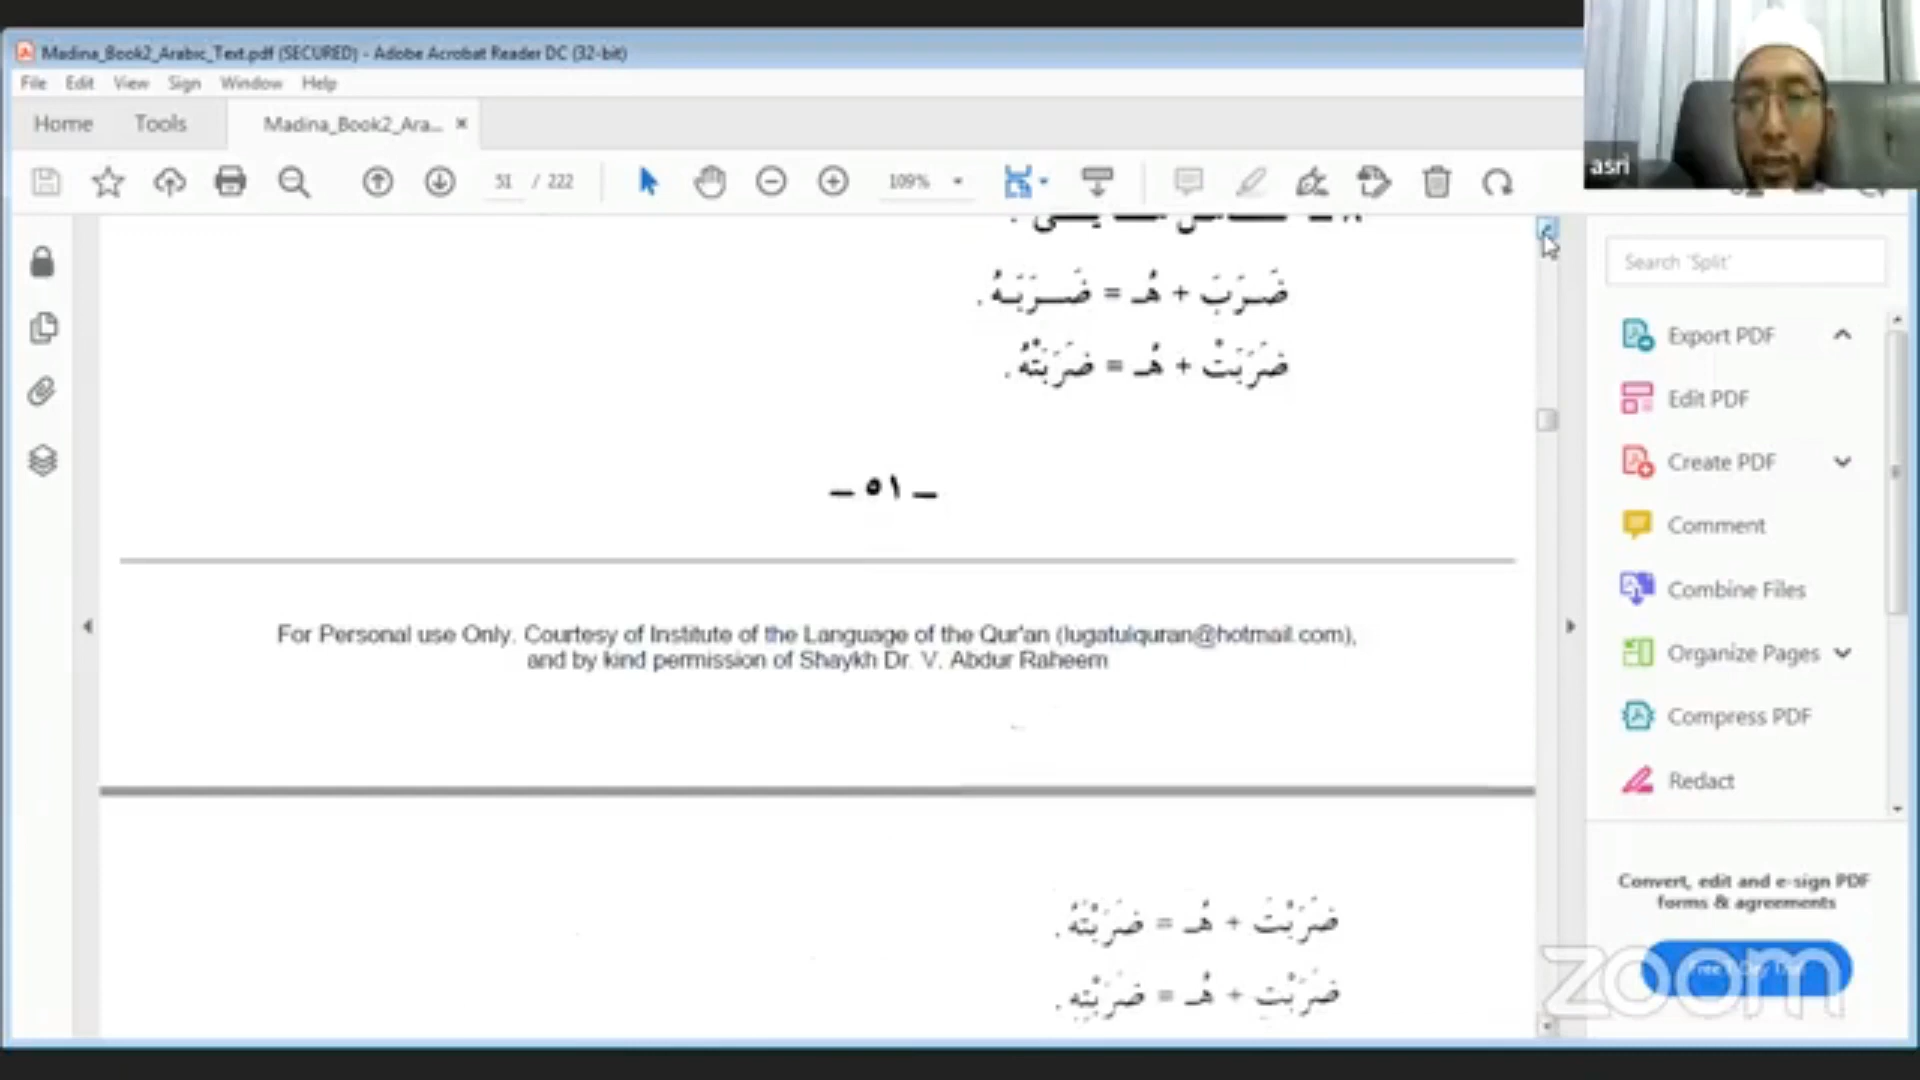 Madina_Book2_Arabic_Text.pdf (SECURED) - Adobe Acrobat Reader DC (32-bit)
File Edit View Sign Window Help
Home Tools Madina_Book2_Ara... ×
51 / 222 109%
asri
ضَرَبَ + هُـ = ضَرَبَهُ .
ضَرَبَتْ + هُـ = ضَرَبَتْهُ .
– ٥١ –
For Personal use Only. Courtesy of Institute of the Language of the Qur'an (lugatulquran@hotmail.com),
and by kind permission of Shaykh Dr. V. Abdur Raheem
ضَرَبْتَ + هُـ = ضَرَبْتَهُ .
ضَرَبْتِ + هُـ = ضَرَبْتِهِ .
Search 'Split'
Export PDF
Edit PDF
Create PDF
Comment
Combine Files
Organize Pages
Compress PDF
Redact
Convert, edit and e-sign PDF
forms & agreements
zoom